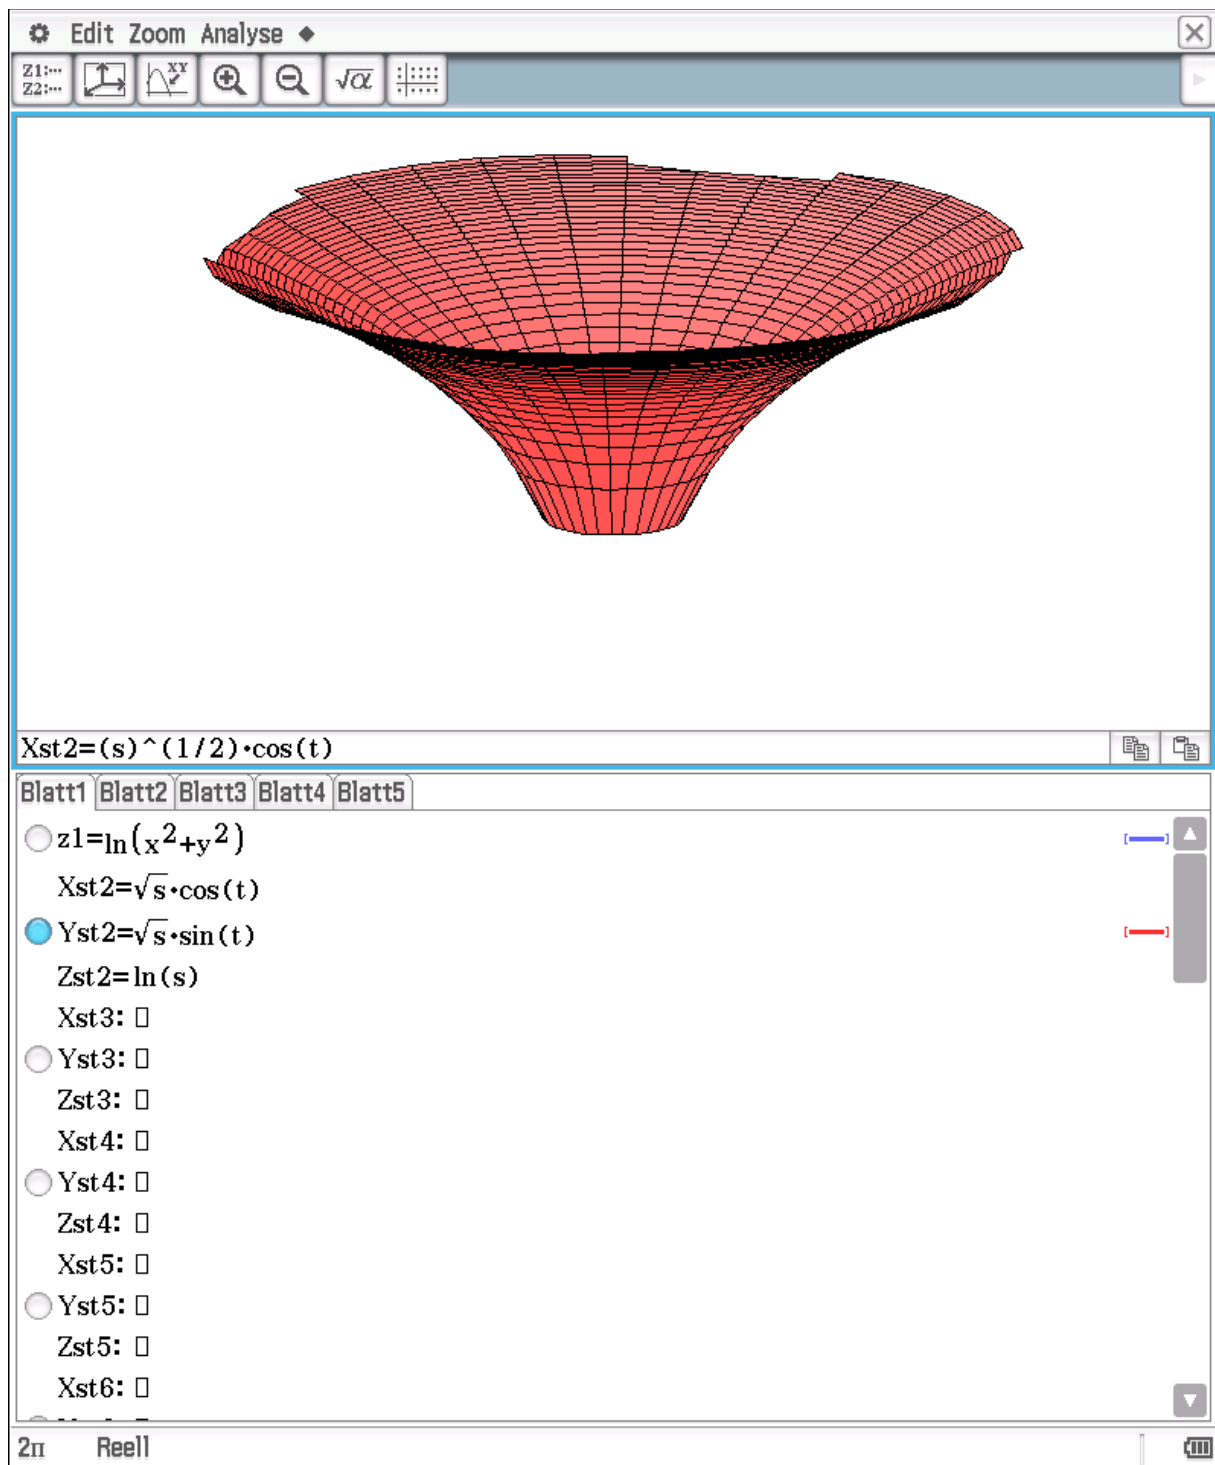 Edit Zoom Analyse
Z1:··· 
Z2:···
XY
√α
Xst2=(s)^(1/2)·cos(t)
Blatt1 Blatt2 Blatt3 Blatt4 Blatt5
z1=ln(x²+y²)
Xst2=√s·cos(t)
Yst2=√s·sin(t)
Zst2=ln(s)
Xst3: ▯
Yst3: ▯
Zst3: ▯
Xst4: ▯
Yst4: ▯
Zst4: ▯
Xst5: ▯
Yst5: ▯
Zst5: ▯
Xst6: ▯
2π Reell